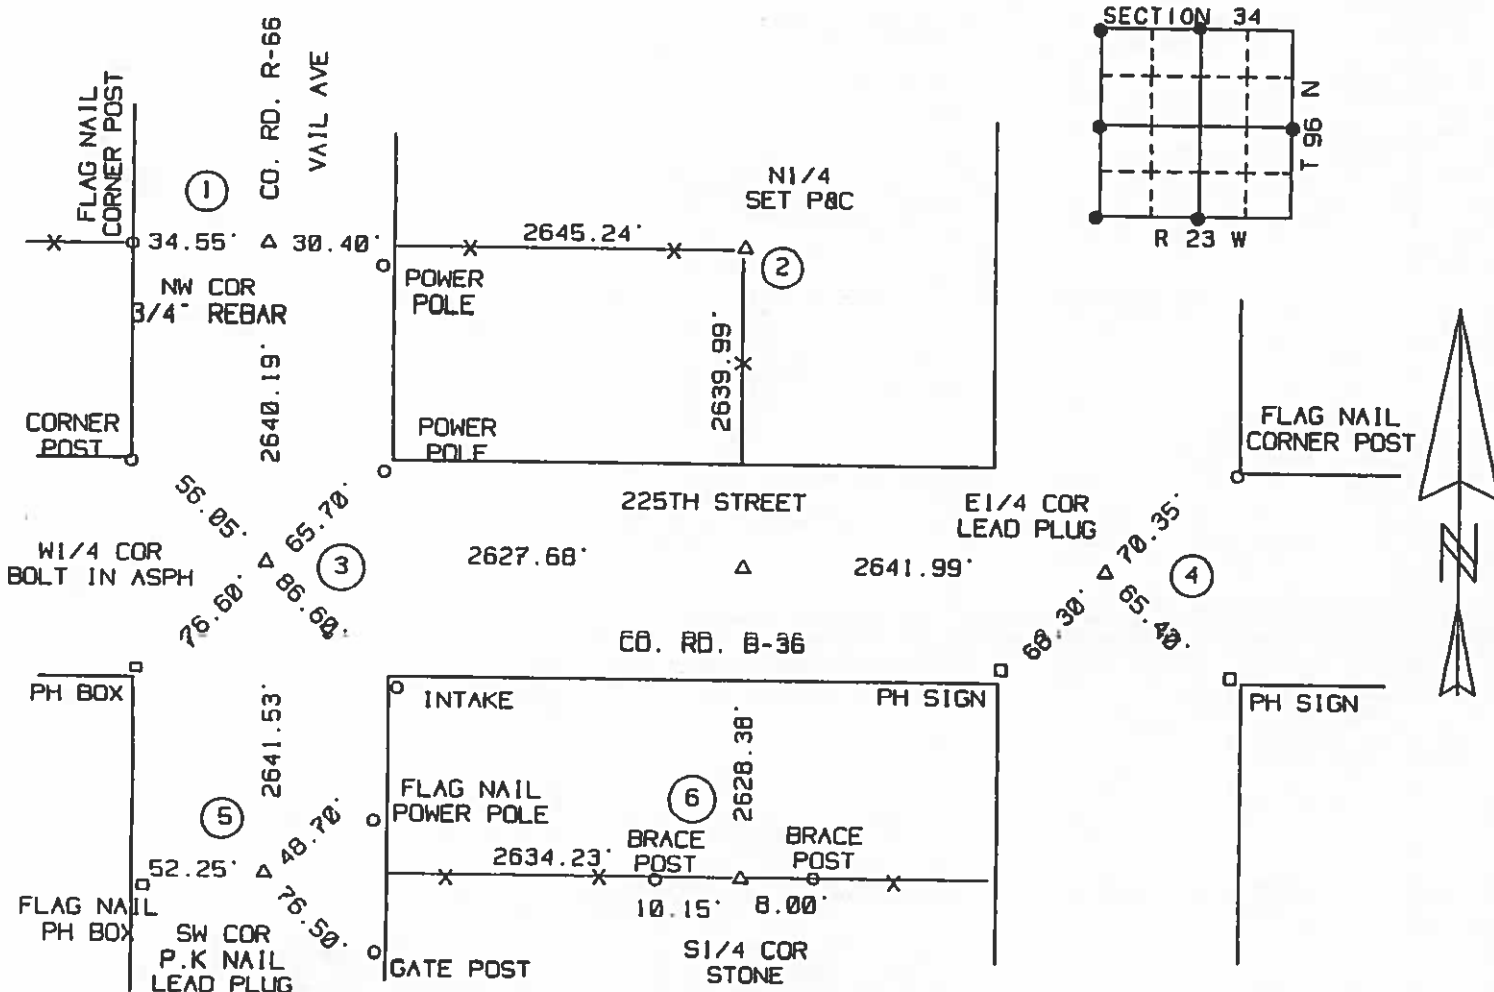 SECTION 34
T 96 N
R 23 W
FLAG NAIL
CORNER POST
CO. RD. R-66
VAIL AVE
1
34.55'
30.40'
NW COR
3/4" REBAR
POWER
POLE
2645.24'
N1/4
SET P&C
2
2640.19'
2639.99'
CORNER
POST
POWER
POLE
FLAG NAIL
CORNER POST
225TH STREET
E1/4 COR
LEAD PLUG
56.05'
65.70'
W1/4 COR
BOLT IN ASPH
3
2627.68'
2641.99'
70.35'
4
N
76.60'
86.60'
68.30'
65.40'
CO. RD. B-36
PH BOX
INTAKE
PH SIGN
PH SIGN
2641.53'
2628.38'
FLAG NAIL
POWER POLE
5
6
48.70'
52.25'
2634.23'
BRACE
POST
BRACE
POST
10.15'
8.00'
FLAG NAIL
PH BOX
76.50'
SW COR
P.K NAIL
LEAD PLUG
GATE POST
S1/4 COR
STONE